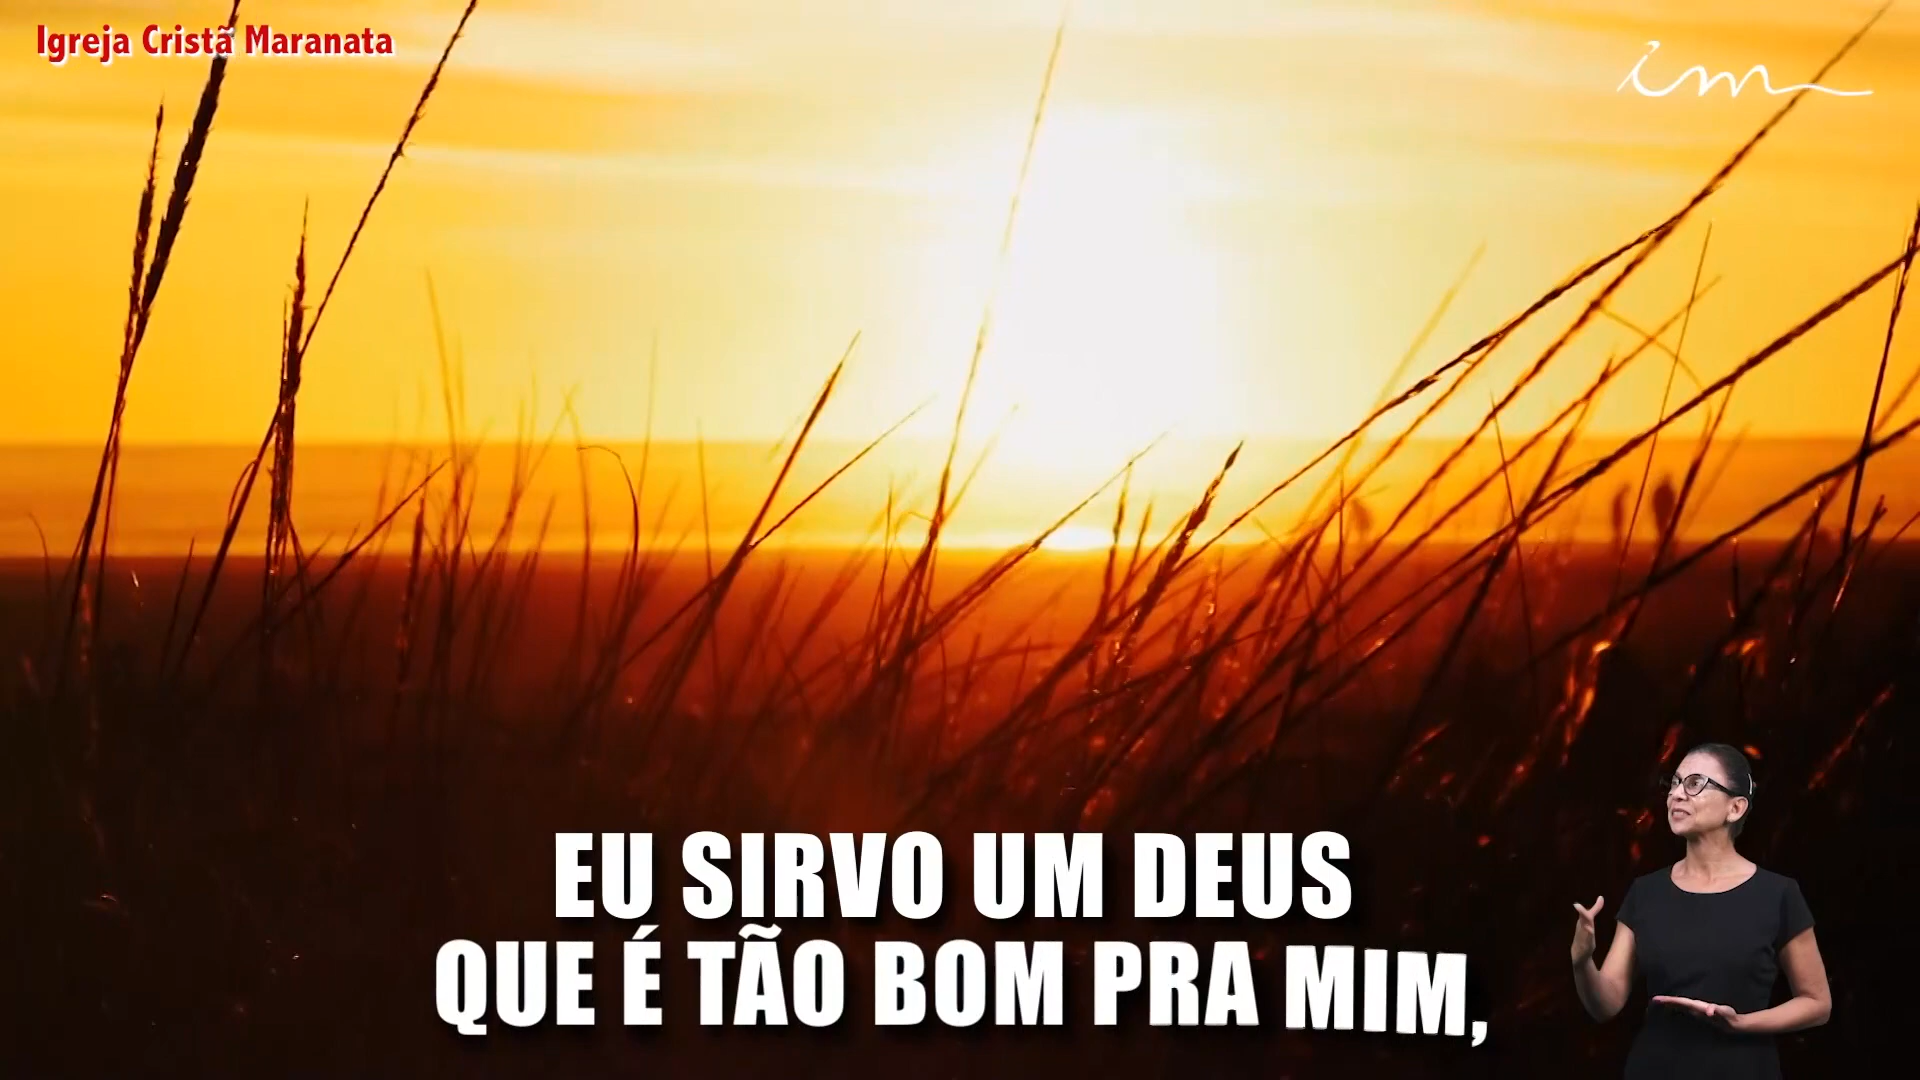 Igreja Cristã Maranata
im
EU SIRVO UM DEUS
QUE É TÃO BOM PRA MIM,